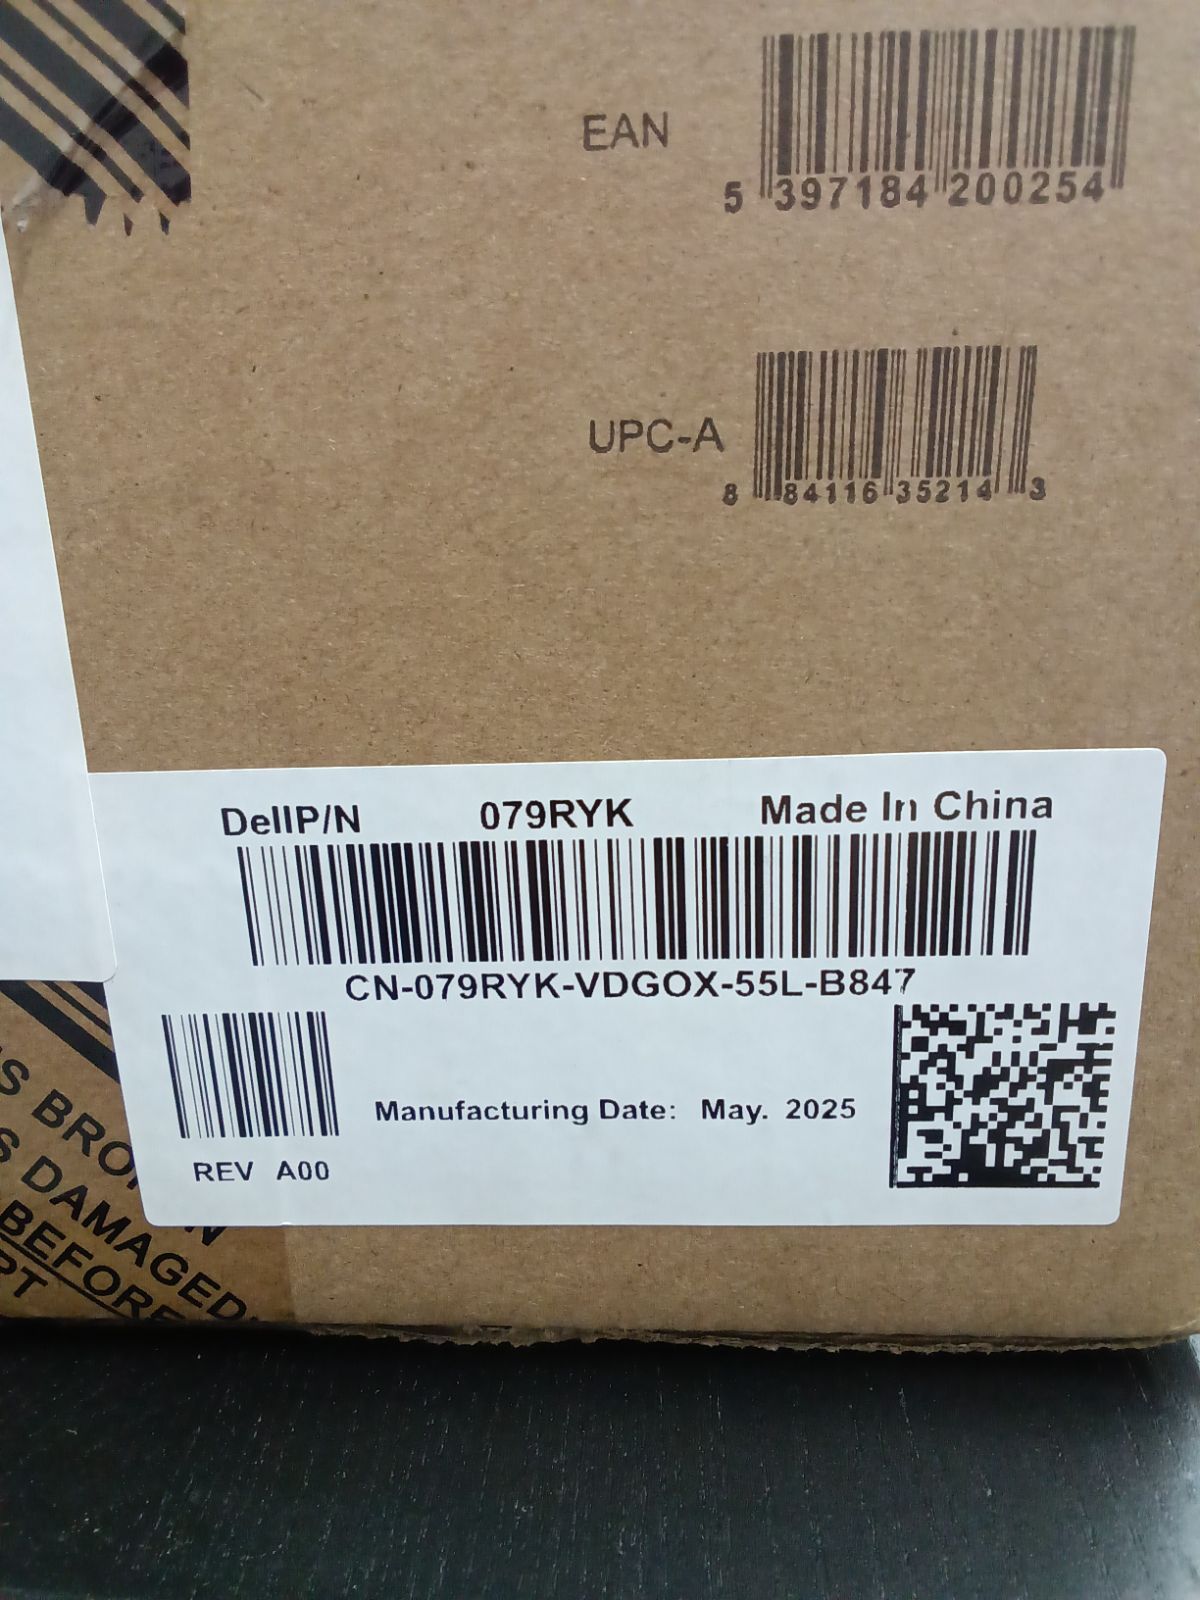 EAN
5 397184 200254
UPC-A
8 84116 35214 3
DellP/N 079RYK Made In China
CN-079RYK-VDGOX-55L-B847
Manufacturing Date: May. 2025
REV A00
DAMAGED
BEFORE